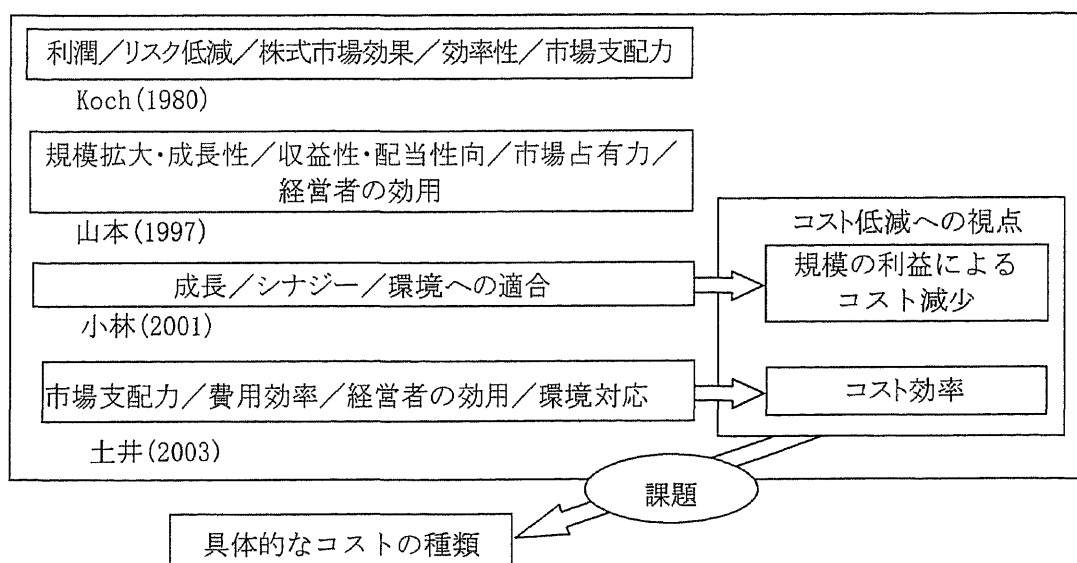 利潤／リスク低減／株式市場効果／効率性／市場支配力
Koch(1980)
規模拡大・成長性／収益性・配当性向／市場占有力／
経営者の効用
山本(1997)
コスト低減への視点
成長／シナジー／環境への適合
規模の利益による
コスト減少
小林(2001)
市場支配力／費用効率／経営者の効用／環境対応
コスト効率
土井(2003)
課題
具体的なコストの種類